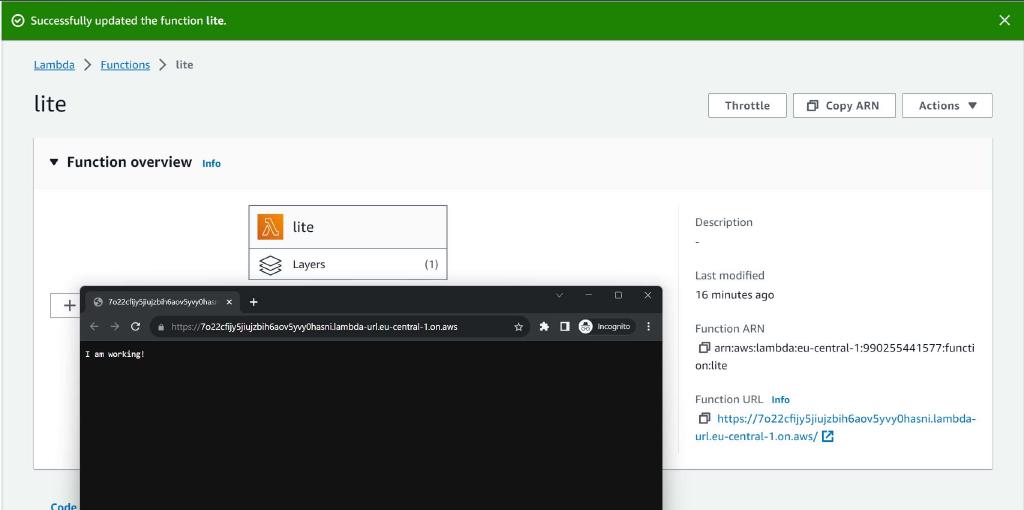 Successfully updated the function lite.
Lambda > Functions > lite
lite
Throttle
Copy ARN
Actions
Function overview Info
lite
Layers (1)
Description
-
Last modified
16 minutes ago
Function ARN
arn:aws:lambda:eu-central-1:990255441577:functi
on:lite
Function URL Info
https://7o22cfijy5jiujzbih6aov5yvy0hasni.lambda-
url.eu-central-1.on.aws/
7o22cfijy5jiujzbih6aov5yvy0hasn
https://7o22cfijy5jiujzbih6aov5yvy0hasni.lambda-url.eu-central-1.on.aws
Incognito
I am working!
Code